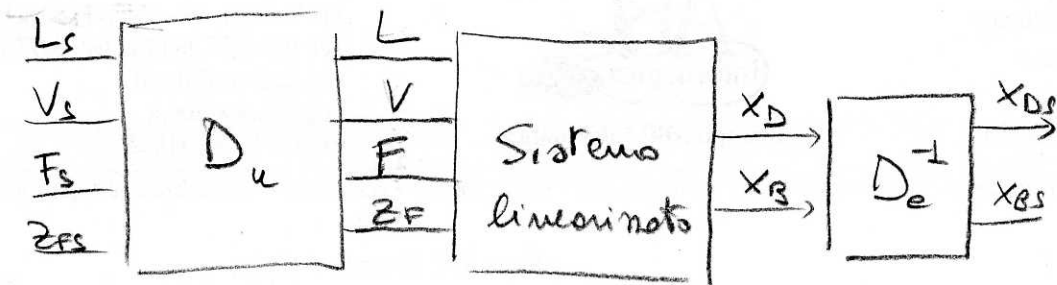 Ls
L
Vs
V
XD
XDs
Du
Fs
F
Sistema
De^-1
XB
XBs
ZFs
ZF
linearizzato